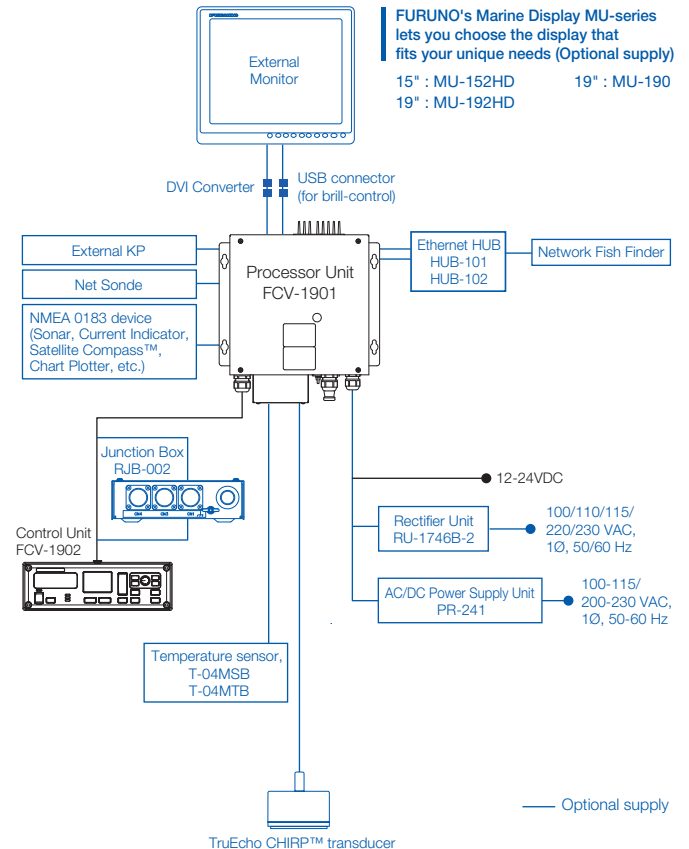 FURUNO's Marine Display MU-series
lets you choose the display that
fits your unique needs (Optional supply)
15" : MU-152HD
19" : MU-190
19" : MU-192HD
External
Monitor
DVI Converter
USB connector
(for brill-control)
External KP
Net Sonde
NMEA 0183 device
(Sonar, Current Indicator,
Satellite Compass™,
Chart Plotter, etc.)
Processor Unit
FCV-1901
Ethernet HUB
HUB-101
HUB-102
Network Fish Finder
Junction Box
RJB-002
Control Unit
FCV-1902
12-24VDC
Rectifier Unit
RU-1746B-2
100/110/115/
220/230 VAC,
1Ø, 50/60 Hz
AC/DC Power Supply Unit
PR-241
100-115/
200-230 VAC,
1Ø, 50-60 Hz
Temperature sensor,
T-04MSB
T-04MTB
TruEcho CHIRP™ transducer
Optional supply